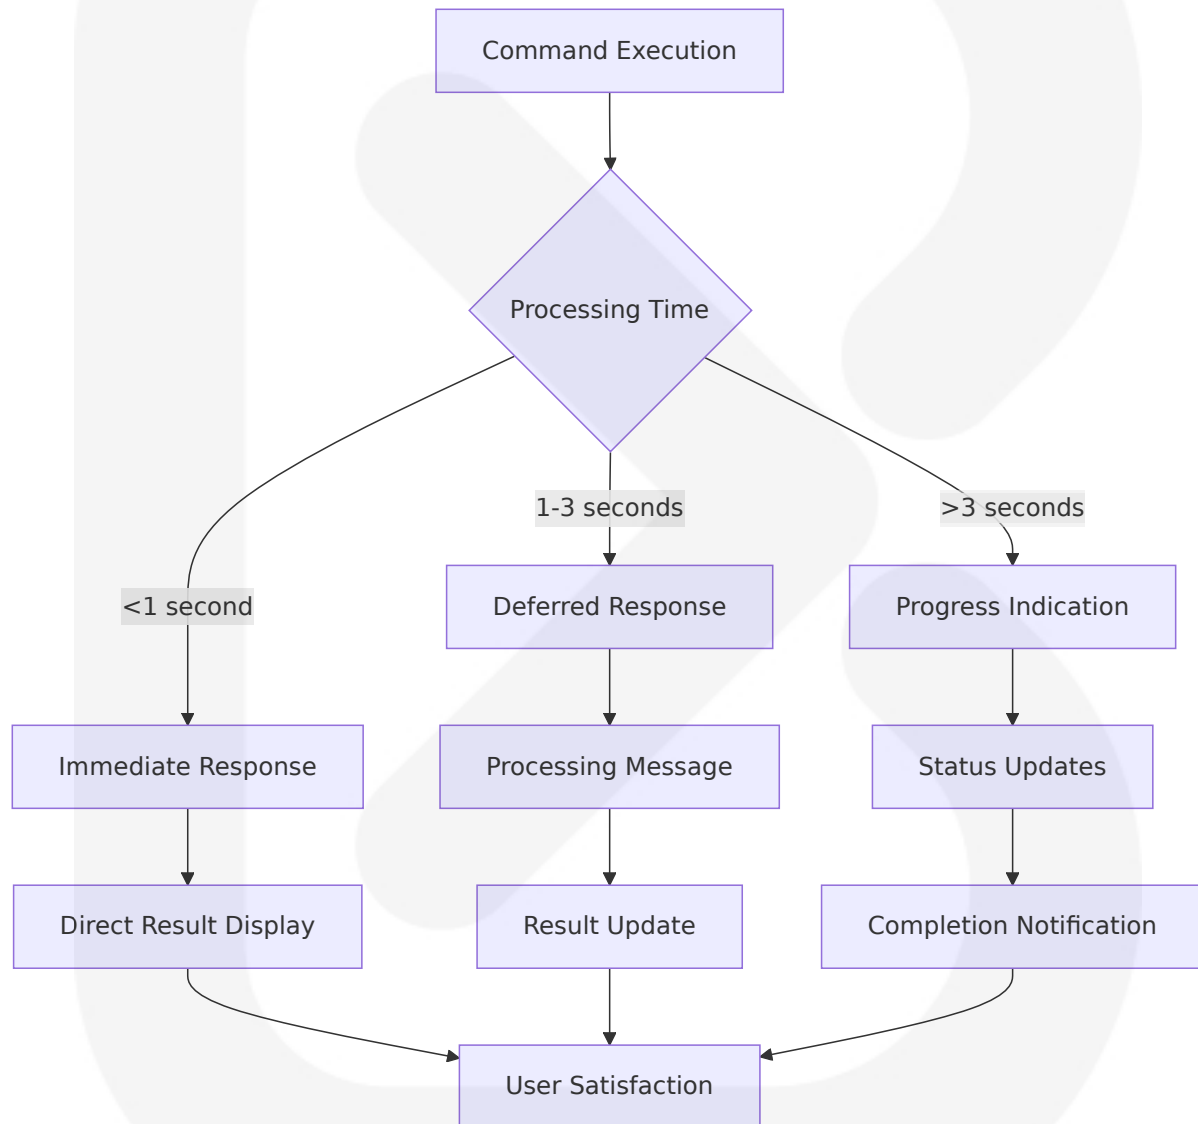 Command Execution
Processing Time
1-3 seconds
>3 seconds
<1 second
Deferred Response
Progress Indication
Immediate Response
Processing Message
Status Updates
Direct Result Display
Result Update
Completion Notification
User Satisfaction